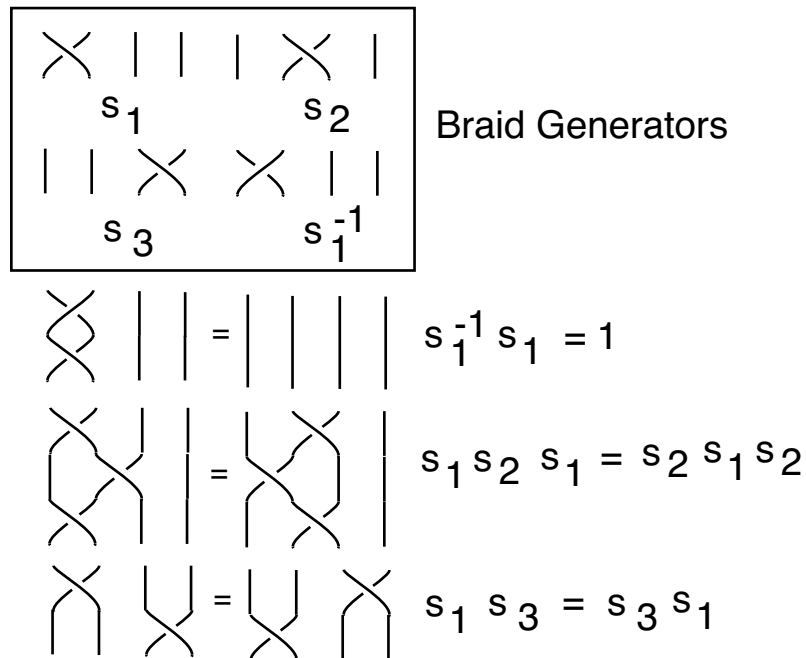 s₁ s₂
Braid Generators
s₃ s₁⁻¹
= s₁⁻¹ s₁ = 1
= s₁ s₂ s₁ = s₂ s₁ s₂
= s₁ s₃ = s₃ s₁